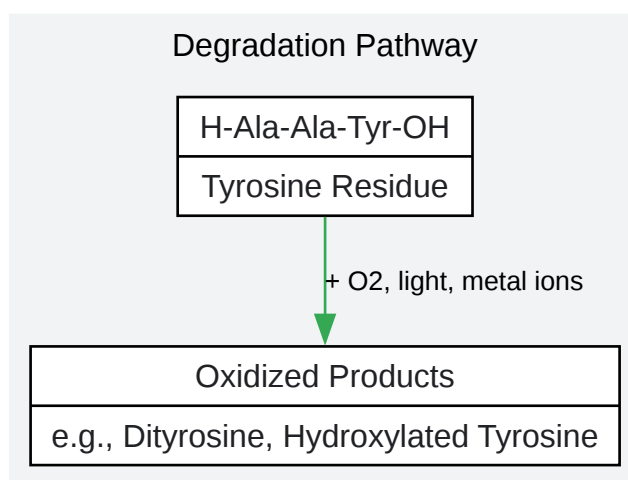 Degradation Pathway
H-Ala-Ala-Tyr-OH
Tyrosine Residue
+ O2, light, metal ions
Oxidized Products
e.g., Dityrosine, Hydroxylated Tyrosine